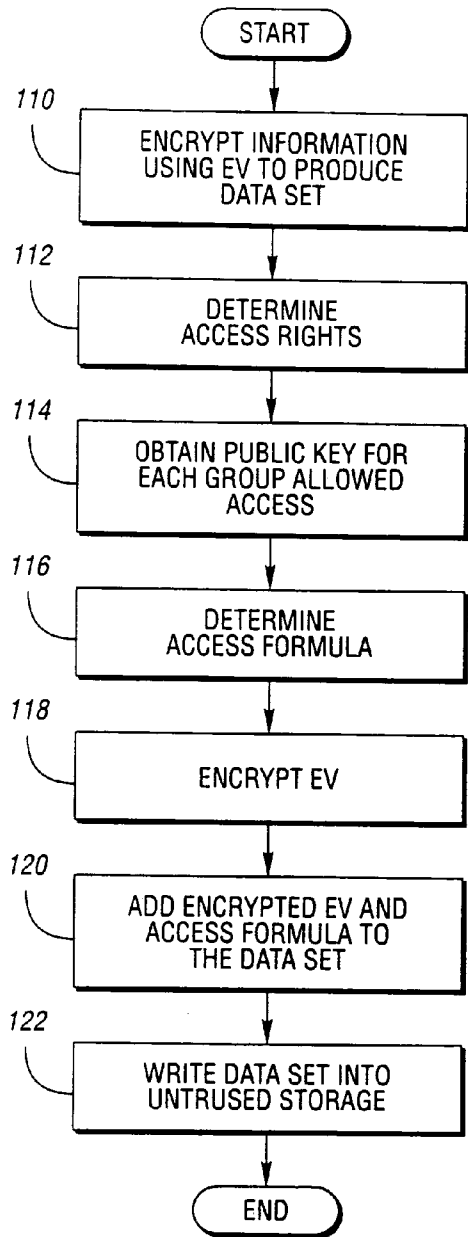 START
110
ENCRYPT INFORMATION
USING EV TO PRODUCE
DATA SET
112
DETERMINE
ACCESS RIGHTS
114
OBTAIN PUBLIC KEY FOR
EACH GROUP ALLOWED
ACCESS
116
DETERMINE
ACCESS FORMULA
118
ENCRYPT EV
120
ADD ENCRYPTED EV AND
ACCESS FORMULA TO
THE DATA SET
122
WRITE DATA SET INTO
UNTRUSED STORAGE
END